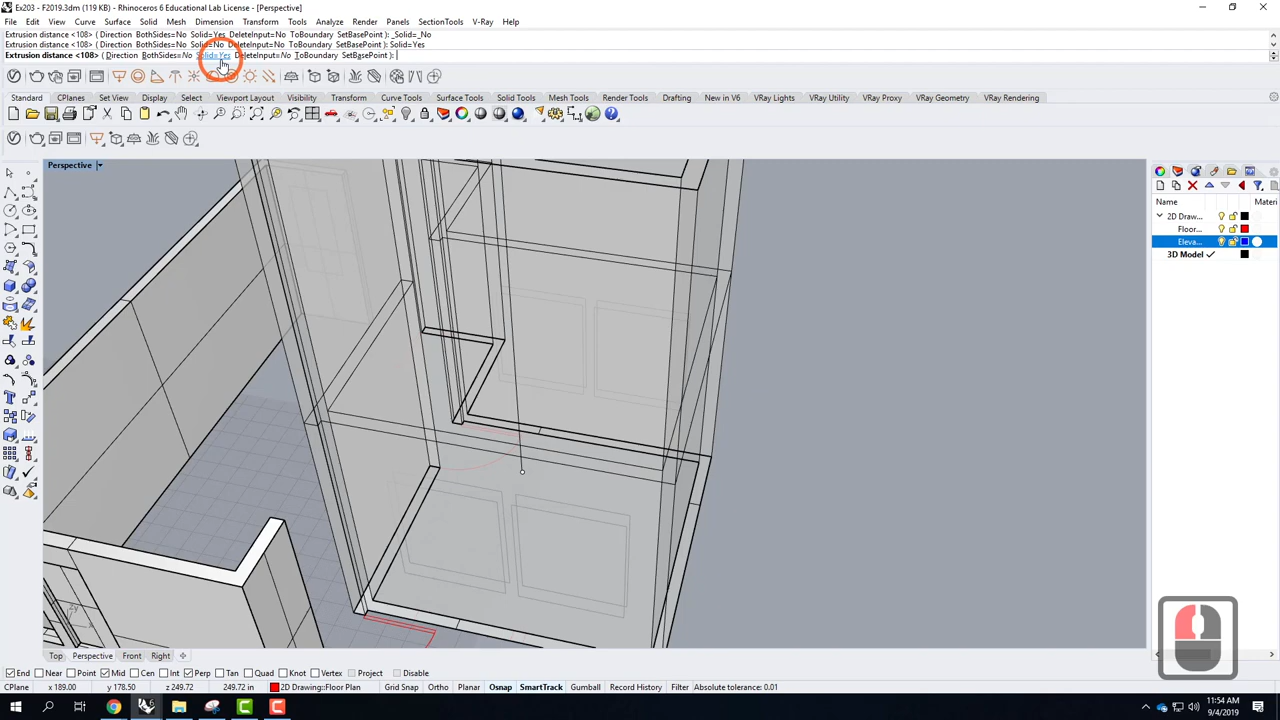 Ex203 - F2019.3dm (119 KB) - Rhinoceros 6 Educational Lab License - [Perspective]
File Edit View Curve Surface Solid Mesh Dimension Transform Tools Analyze Render Panels SectionTools V-Ray Help
Extrusion distance <108> ( Direction BothSides=No Solid=Yes DeleteInput=No ToBoundary SetBasePoint ): _Solid=_No
Extrusion distance <108> ( Direction BothSides=No Solid=No DeleteInput=No ToBoundary SetBasePoint ): Solid=Yes
Extrusion distance <108> ( Direction BothSides=No Solid=Yes DeleteInput=No ToBoundary SetBasePoint ):
Standard CPlanes Set View Display Select Viewport Layout Visibility Transform Curve Tools Surface Tools Solid Tools Mesh Tools Render Tools Drafting New in V6 VRay Lights VRay Utility VRay Proxy VRay Geometry VRay Rendering
Perspective
Name Materi
2D Draw...
Floor...
Eleva...
3D Model
zy
x
Top Perspective Front Right
End Near Point Mid Cen Int Perp Tan Quad Knot Vertex Project Disable
CPlane x 189.00 y 178.50 z 249.72 249.72 in 2D Drawing::Floor Plan Grid Snap Ortho Planar Osnap SmartTrack Gumball Record History Filter Absolute tolerance: 0.01
11:54 AM
9/4/2019